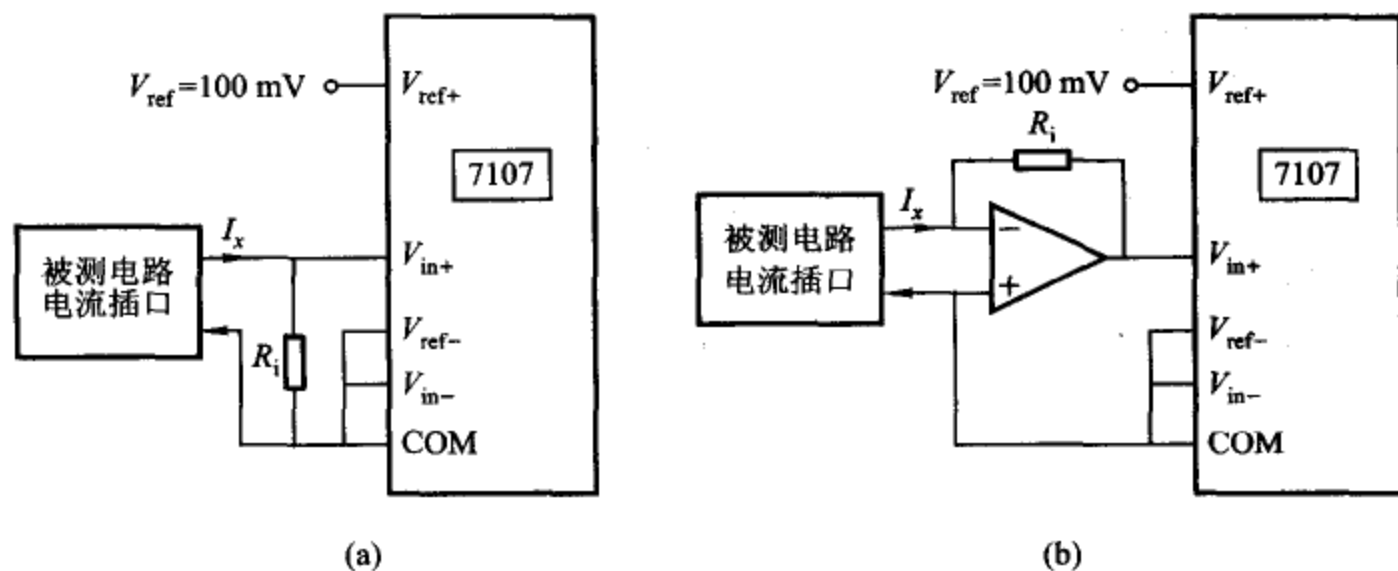 V_ref=100 mV
V_ref+
7107
I_x
被测电路
电流插口
V_in+
R_i
V_ref−
V_in−
COM
(a)
V_ref=100 mV
V_ref+
R_i
7107
I_x
被测电路
电流插口
−
+
V_in+
V_ref−
V_in−
COM
(b)